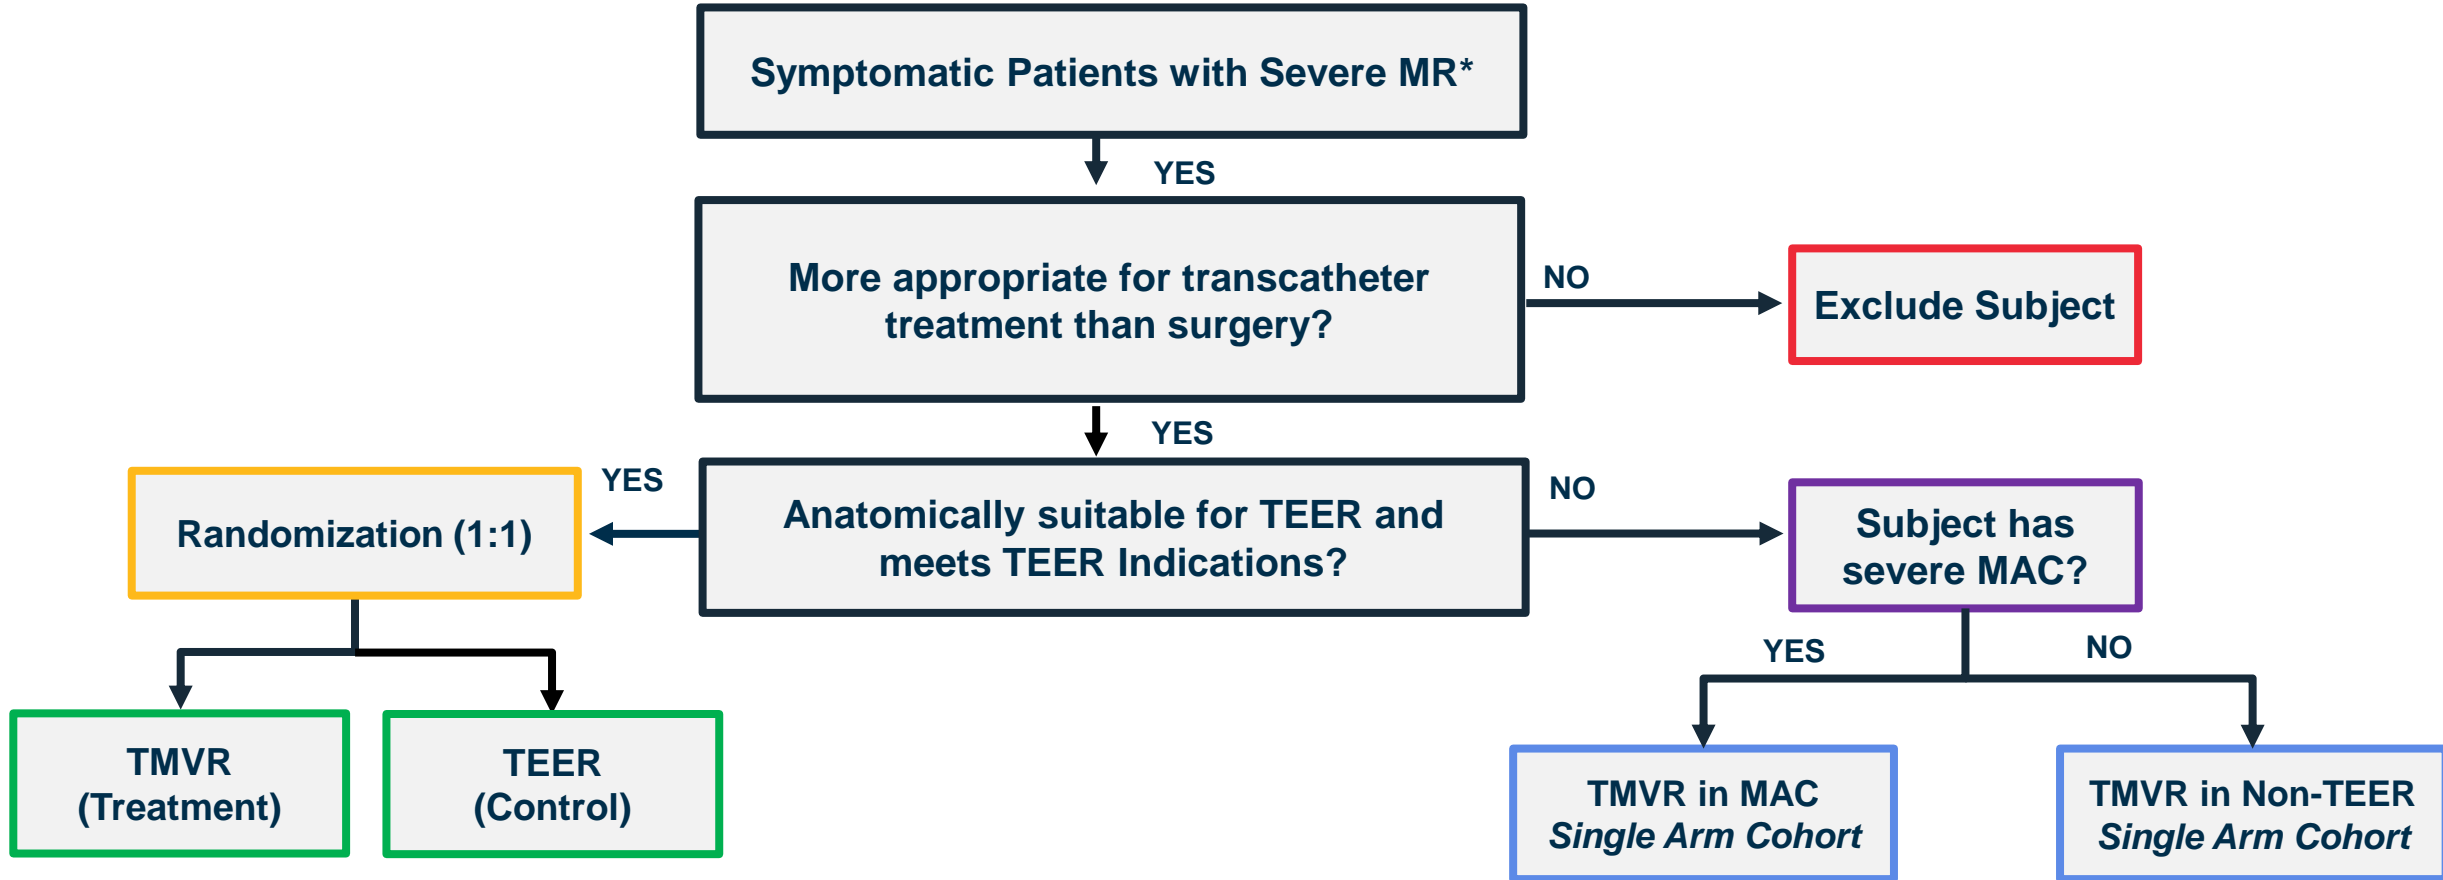 Symptomatic Patients with Severe MR*
YES
More appropriate for transcatheter
treatment than surgery?
NO
Exclude Subject
YES
Anatomically suitable for TEER and
meets TEER Indications?
YES
Randomization (1:1)
NO
Subject has
severe MAC?
YES
NO
TMVR
(Treatment)
TEER
(Control)
TMVR in MAC
Single Arm Cohort
TMVR in Non-TEER
Single Arm Cohort